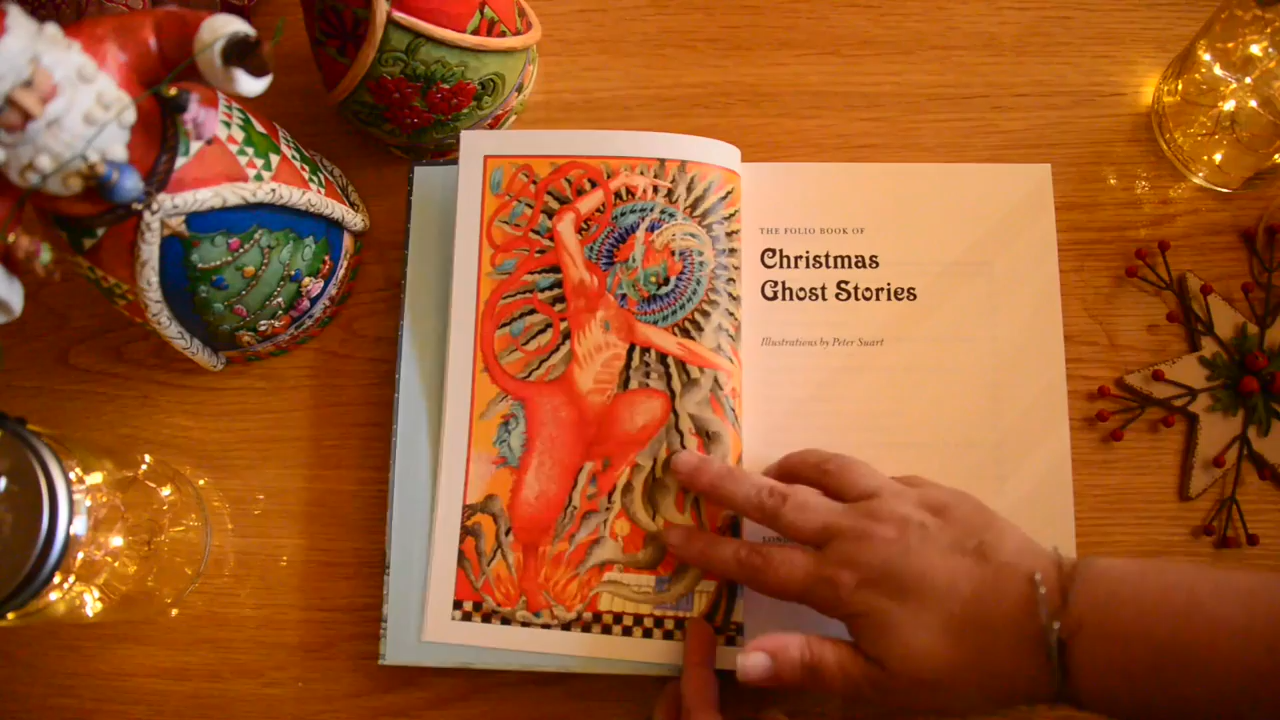 THE FOLIO BOOK OF
Christmas
Ghost Stories
Illustrations by Peter Suart